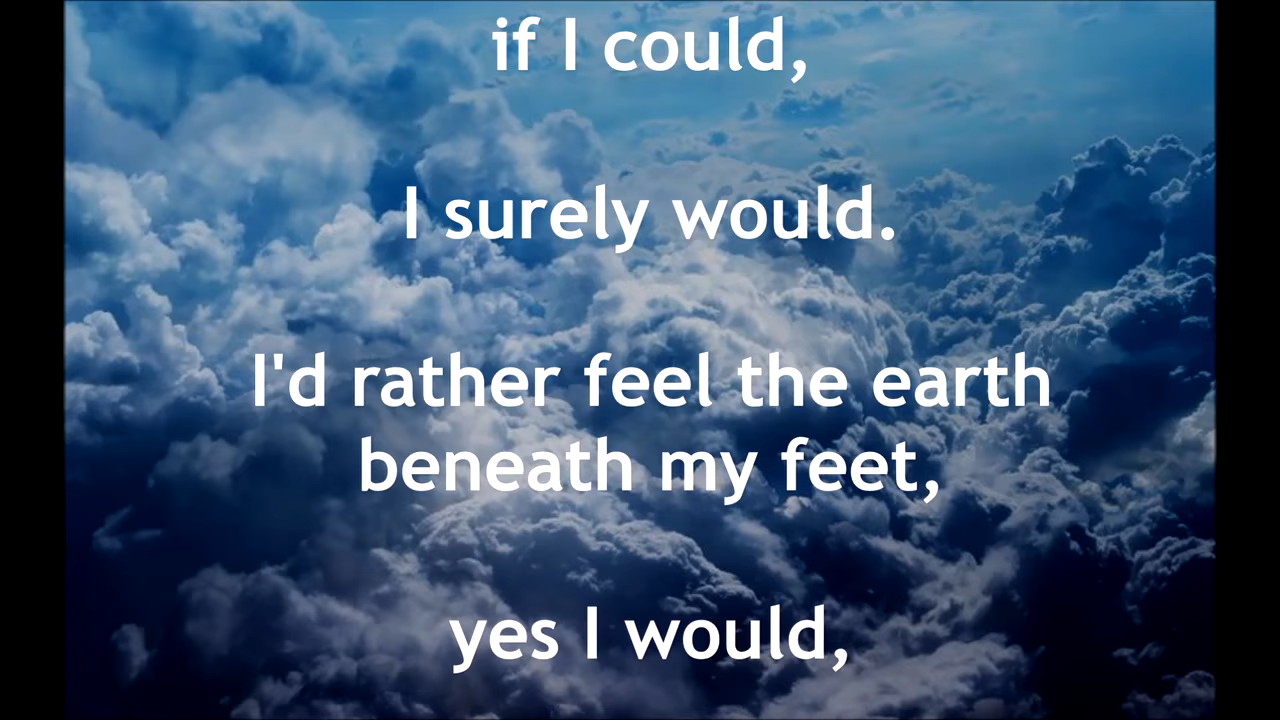 if I could,
I surely would.
I'd rather feel the earth
beneath my feet,
yes I would,